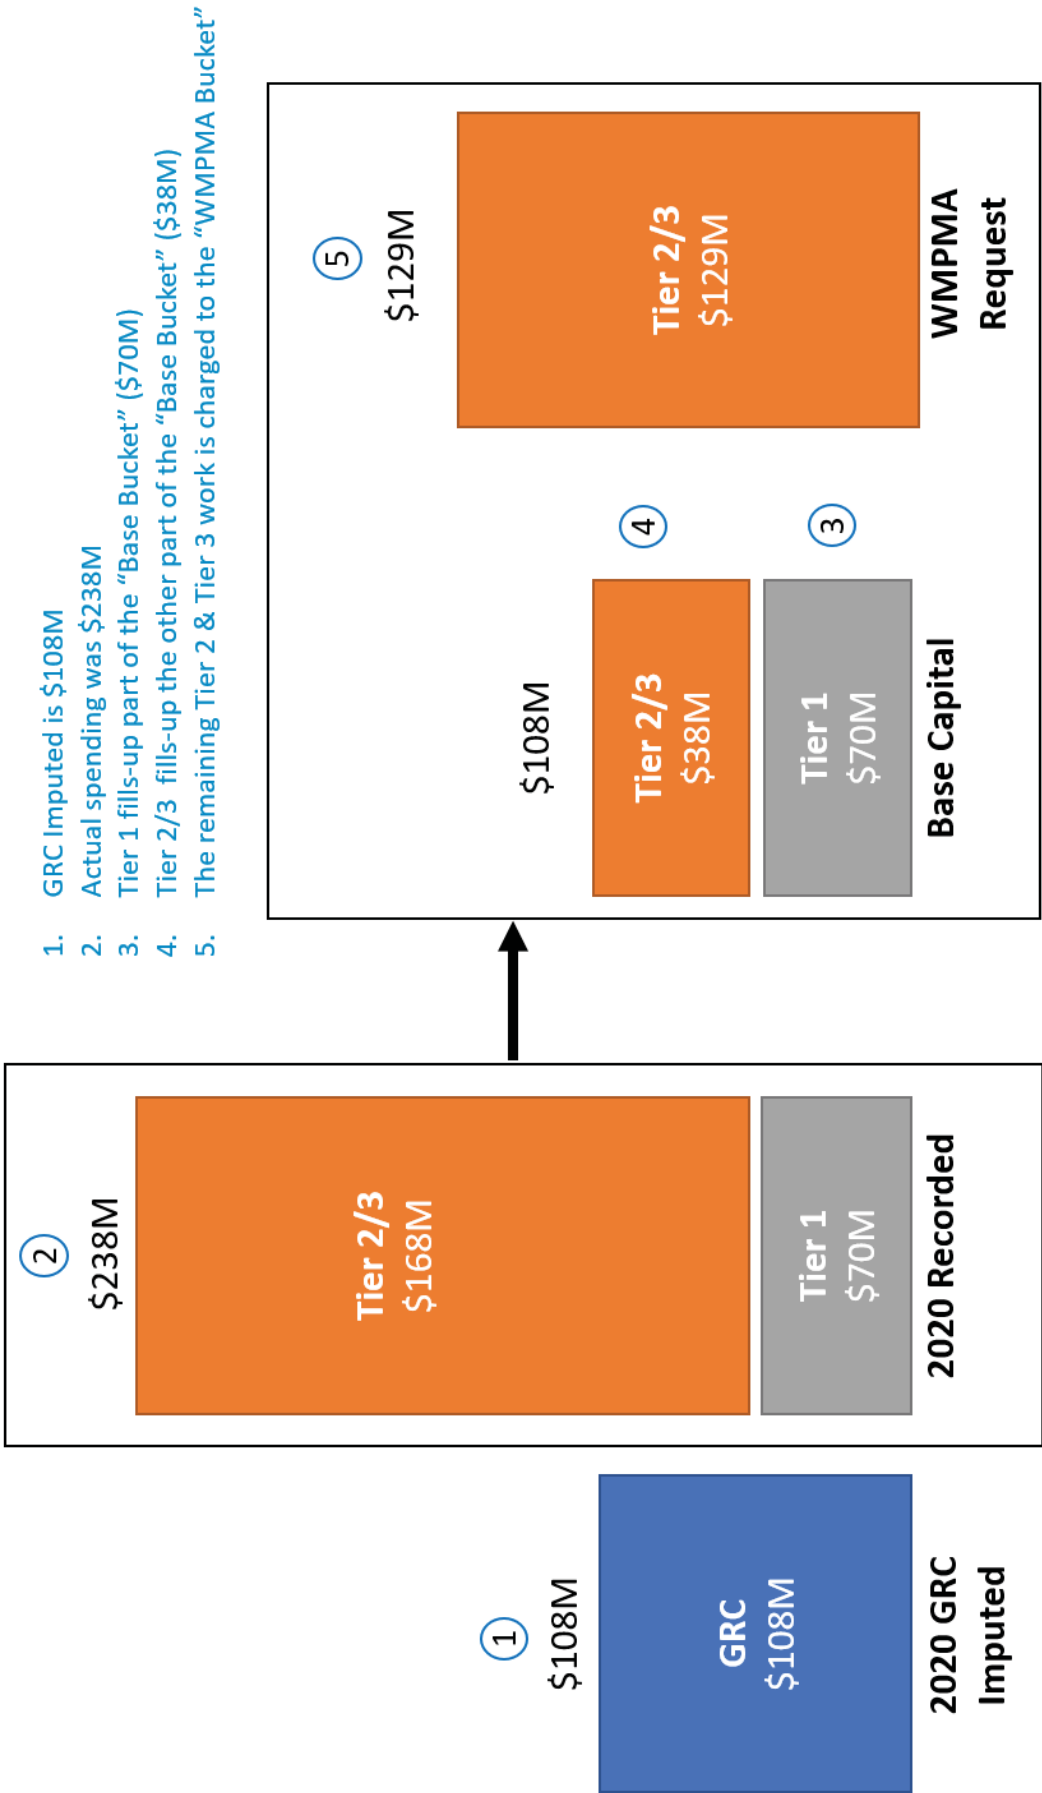 1. GRC Imputed is $108M
2. Actual spending was $238M
3. Tier 1 fills-up part of the “Base Bucket” ($70M)
4. Tier 2/3 fills-up the other part of the “Base Bucket” ($38M)
5. The remaining Tier 2 & Tier 3 work is charged to the “WMPMA Bucket”
1
$108M
GRC
$108M
2020 GRC
Imputed
2
$238M
Tier 2/3
$168M
Tier 1
$70M
2020 Recorded
$108M
Tier 2/3
$38M
4
Tier 1
$70M
3
Base Capital
5
$129M
Tier 2/3
$129M
WMPMA
Request